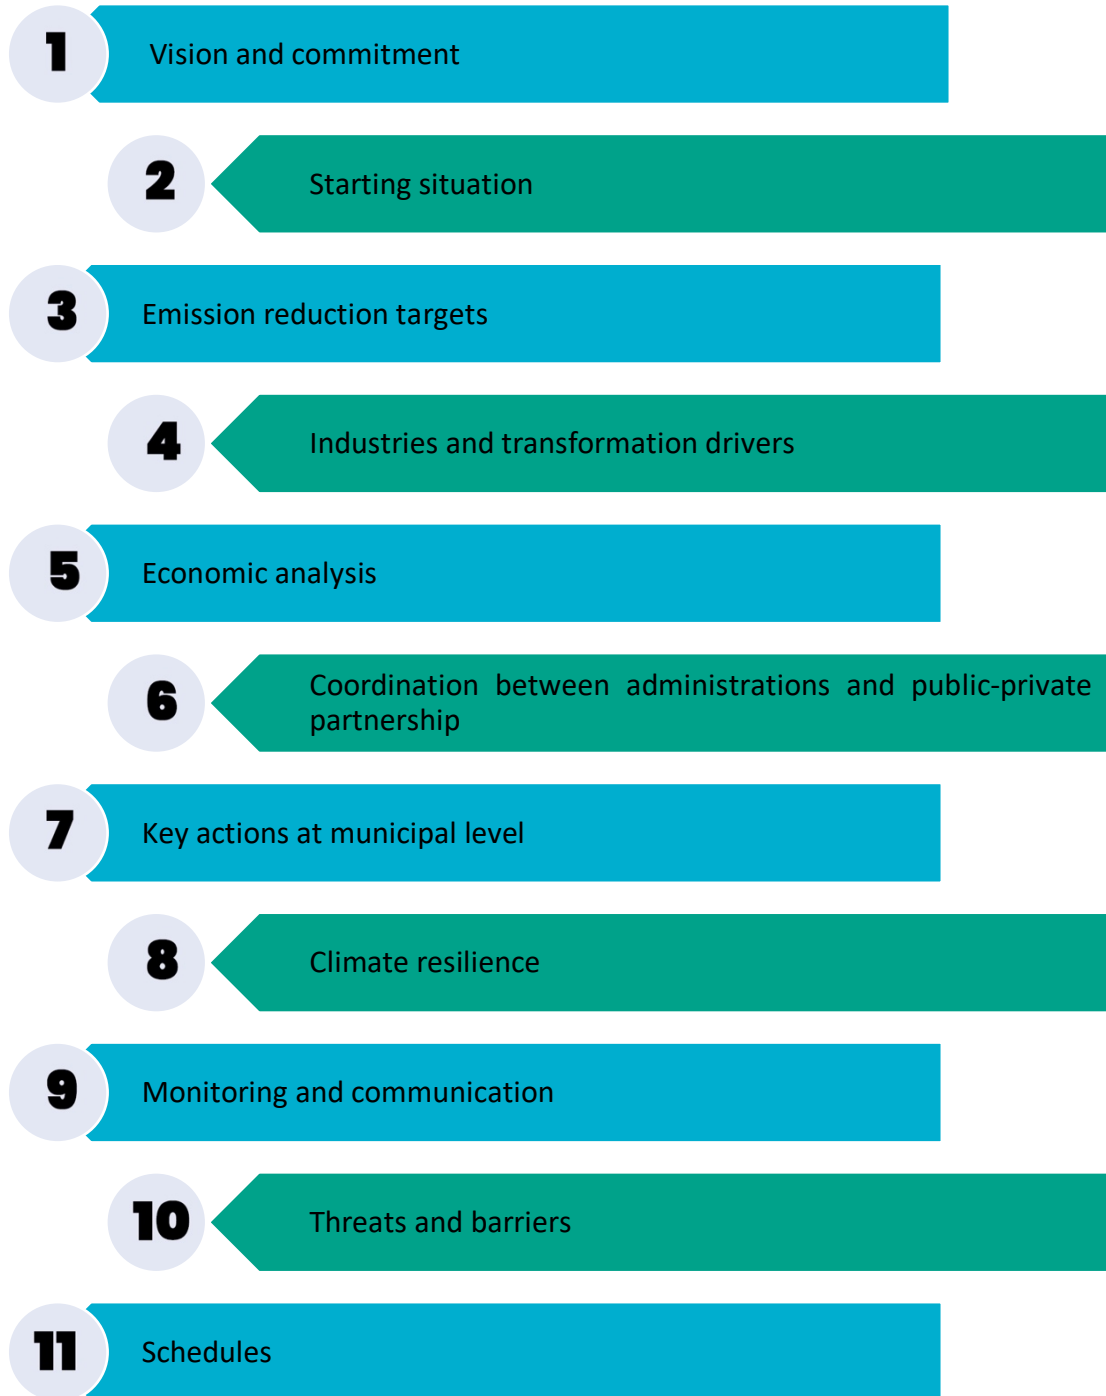 1
Vision and commitment
2
Starting situation
3
Emission reduction targets
4
Industries and transformation drivers
5
Economic analysis
6
Coordination between administrations and public-private
partnership
7
Key actions at municipal level
8
Climate resilience
9
Monitoring and communication
10
Threats and barriers
11
Schedules